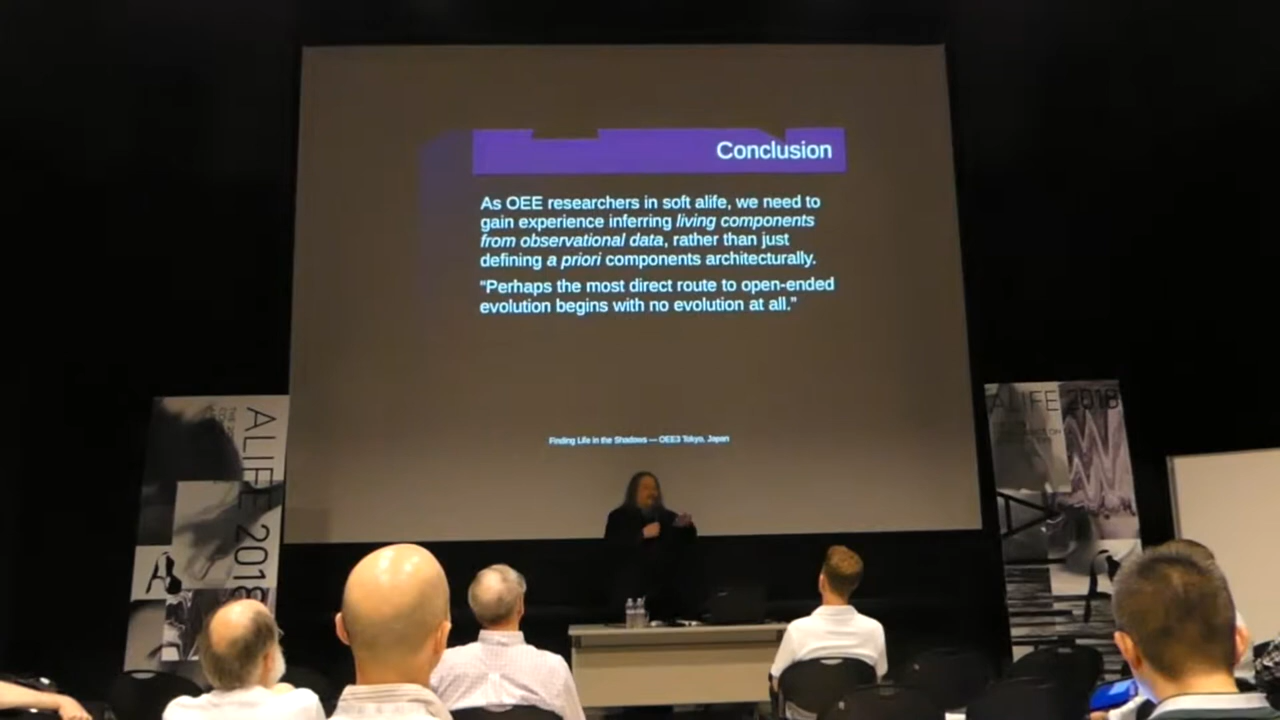 Conclusion
As OEE researchers in soft alife, we need to
gain experience inferring living components
from observational data, rather than just
defining a priori components architecturally.
“Perhaps the most direct route to open-ended
evolution begins with no evolution at all.”
Finding Life in the Shadows — OEE3 Tokyo, Japan
ALIFE 2018
ALIFE 2018